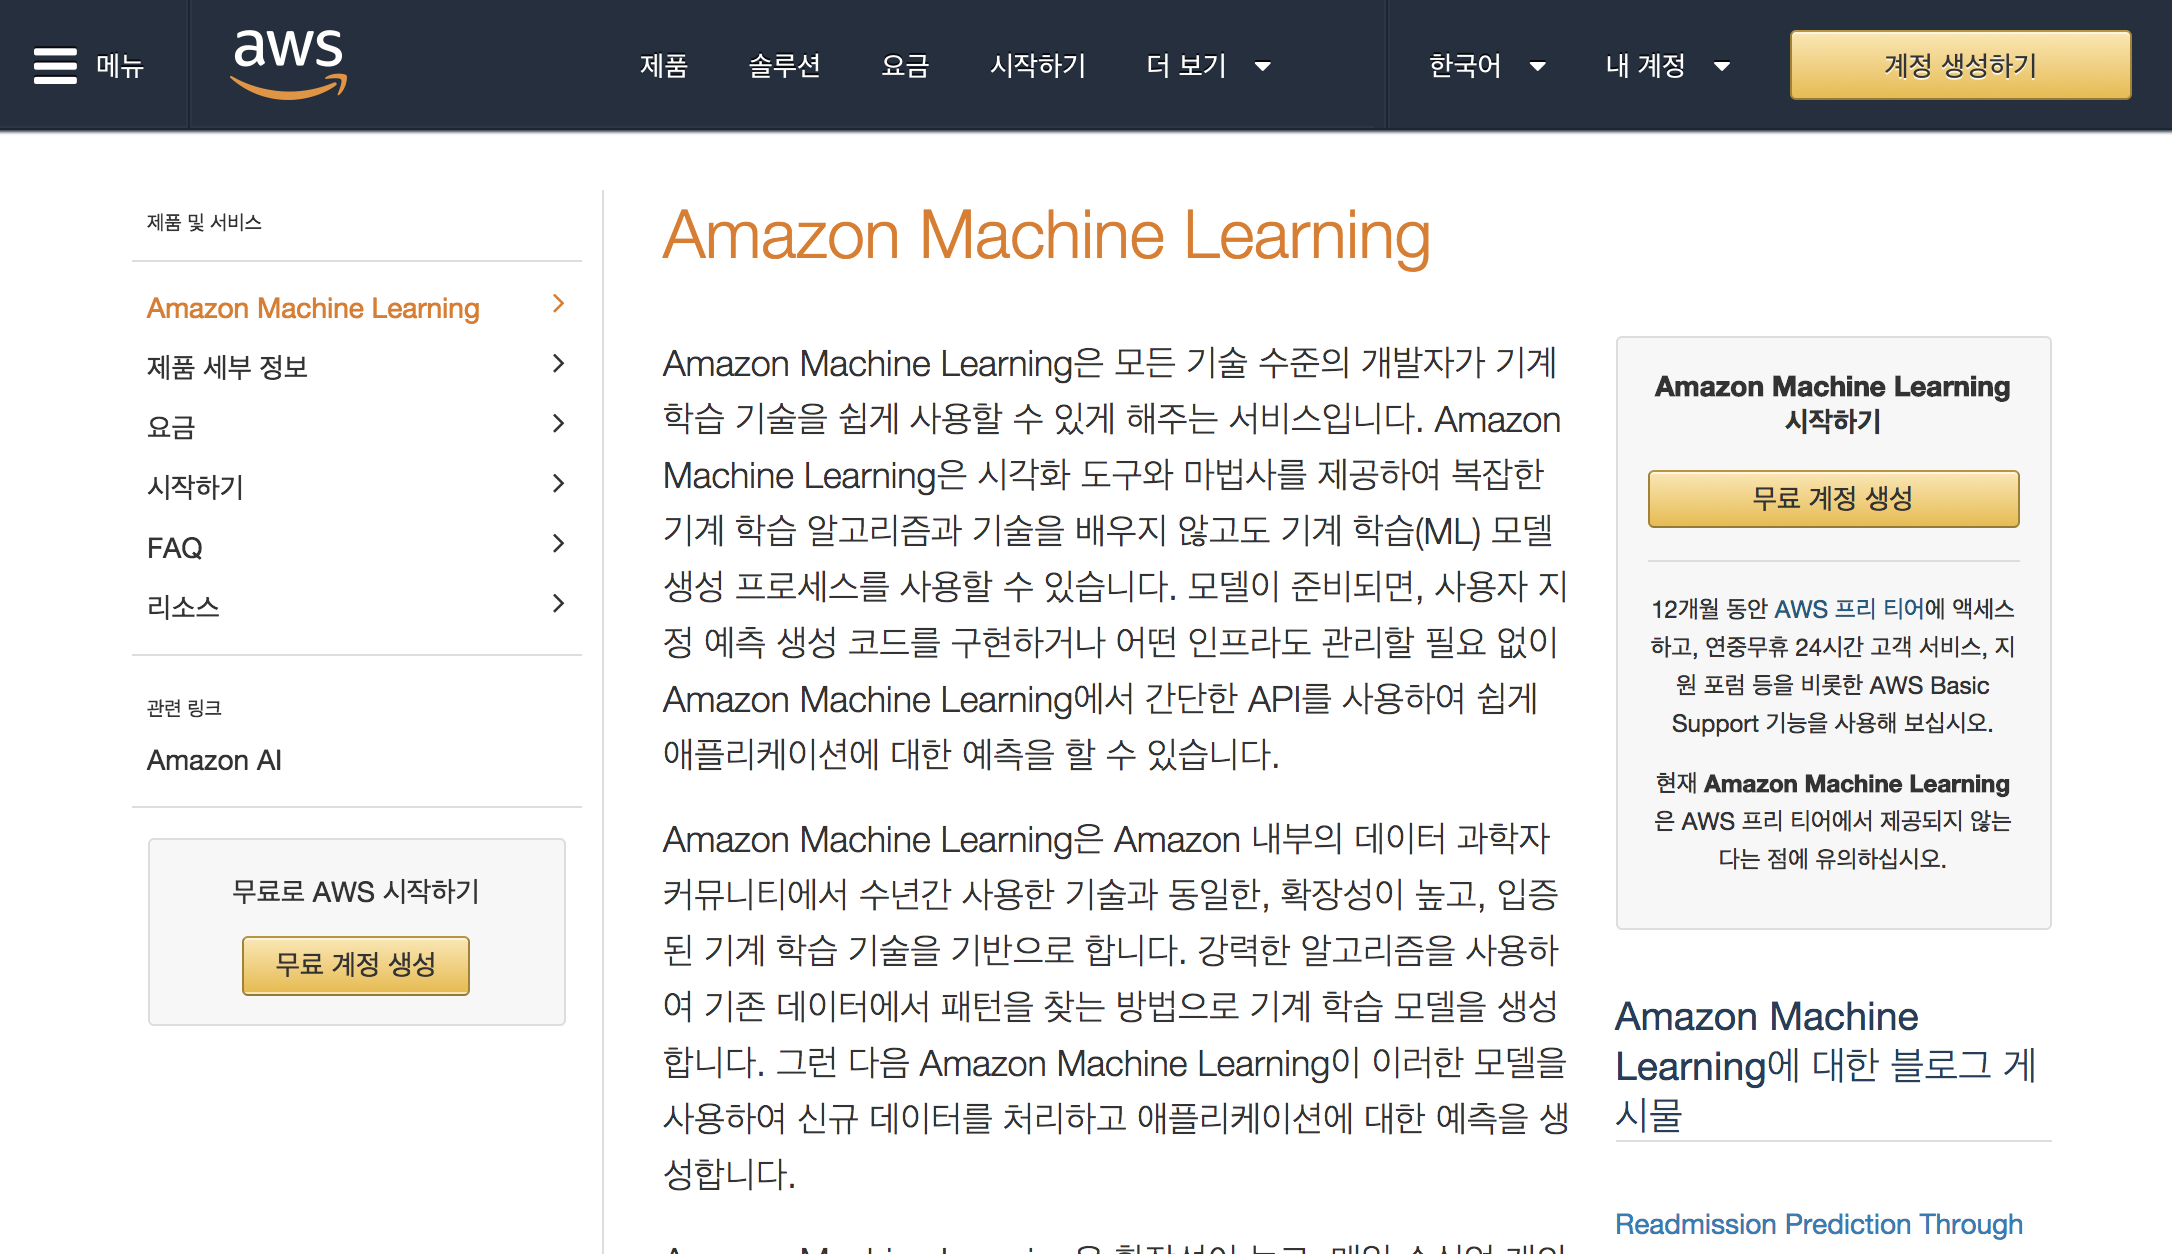 메뉴
aws
제품
솔루션
요금
시작하기
더 보기
한국어
내 계정
계정 생성하기
제품 및 서비스
Amazon Machine Learning
제품 세부 정보
요금
시작하기
FAQ
리소스
관련 링크
Amazon AI
무료로 AWS 시작하기
무료 계정 생성
Amazon Machine Learning
Amazon Machine Learning은 모든 기술 수준의 개발자가 기계
학습 기술을 쉽게 사용할 수 있게 해주는 서비스입니다. Amazon
Machine Learning은 시각화 도구와 마법사를 제공하여 복잡한
기계 학습 알고리즘과 기술을 배우지 않고도 기계 학습(ML) 모델
생성 프로세스를 사용할 수 있습니다. 모델이 준비되면, 사용자 지
정 예측 생성 코드를 구현하거나 어떤 인프라도 관리할 필요 없이
Amazon Machine Learning에서 간단한 API를 사용하여 쉽게
애플리케이션에 대한 예측을 할 수 있습니다.
Amazon Machine Learning은 Amazon 내부의 데이터 과학자
커뮤니티에서 수년간 사용한 기술과 동일한, 확장성이 높고, 입증
된 기계 학습 기술을 기반으로 합니다. 강력한 알고리즘을 사용하
여 기존 데이터에서 패턴을 찾는 방법으로 기계 학습 모델을 생성
합니다. 그런 다음 Amazon Machine Learning이 이러한 모델을
사용하여 신규 데이터를 처리하고 애플리케이션에 대한 예측을 생
성합니다.
Amazon Machine Learning은 확장성이 높고, 매일
Amazon Machine Learning
시작하기
무료 계정 생성
12개월 동안 AWS 프리 티어에 액세스
하고, 연중무휴 24시간 고객 서비스, 지
원 포럼 등을 비롯한 AWS Basic
Support 기능을 사용해 보십시오.
현재 Amazon Machine Learning
은 AWS 프리 티어에서 제공되지 않는
다는 점에 유의하십시오.
Amazon Machine
Learning에 대한 블로그 게
시물
Readmission Prediction Through